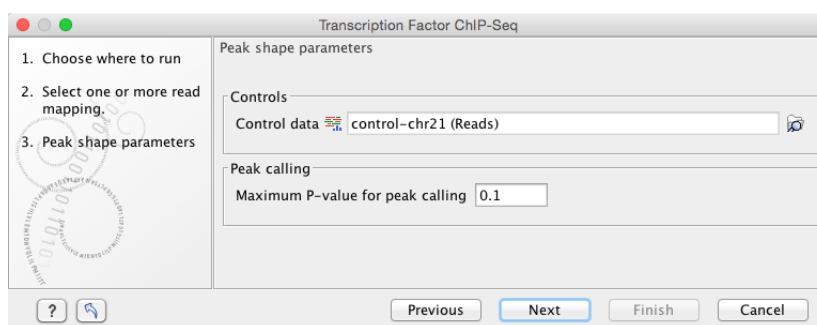 Transcription Factor ChIP-Seq
1. Choose where to run
2. Select one or more read
mapping.
3. Peak shape parameters
Peak shape parameters
Controls
Control data control-chr21 (Reads)
Peak calling
Maximum P-value for peak calling 0.1
?
Previous Next Finish Cancel